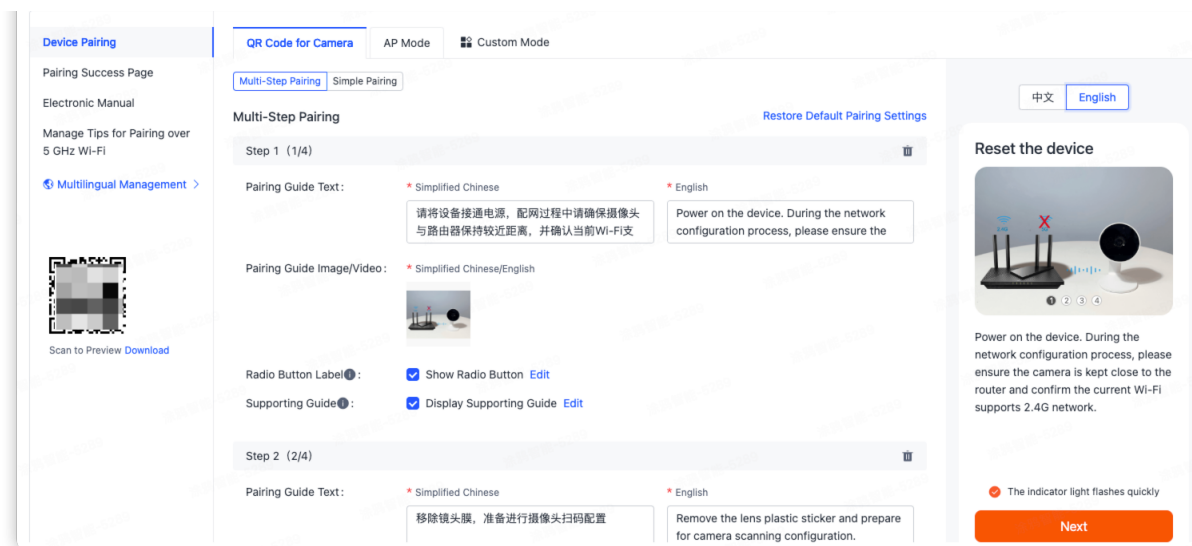 Device Pairing
Pairing Success Page
Electronic Manual
Manage Tips for Pairing over
5 GHz Wi-Fi
Multilingual Management >
Scan to Preview Download
QR Code for Camera
AP Mode
Custom Mode
Multi-Step Pairing
Simple Pairing
Multi-Step Pairing
Restore Default Pairing Settings
Step 1 (1/4)
Pairing Guide Text :
* Simplified Chinese
请将设备接通电源，配网过程中请确保摄像头
与路由器保持较近距离，并确认当前Wi-Fi支
* English
Power on the device. During the network
configuration process, please ensure the
Pairing Guide Image/Video :
* Simplified Chinese/English
Radio Button Label :
Show Radio Button Edit
Supporting Guide :
Display Supporting Guide Edit
Step 2 (2/4)
Pairing Guide Text :
* Simplified Chinese
移除镜头膜，准备进行摄像头扫码配置
* English
Remove the lens plastic sticker and prepare
for camera scanning configuration.
中文
English
Reset the device
2.4G
X
1 2 3 4
Power on the device. During the
network configuration process, please
ensure the camera is kept close to the
router and confirm the current Wi-Fi
supports 2.4G network.
The indicator light flashes quickly
Next